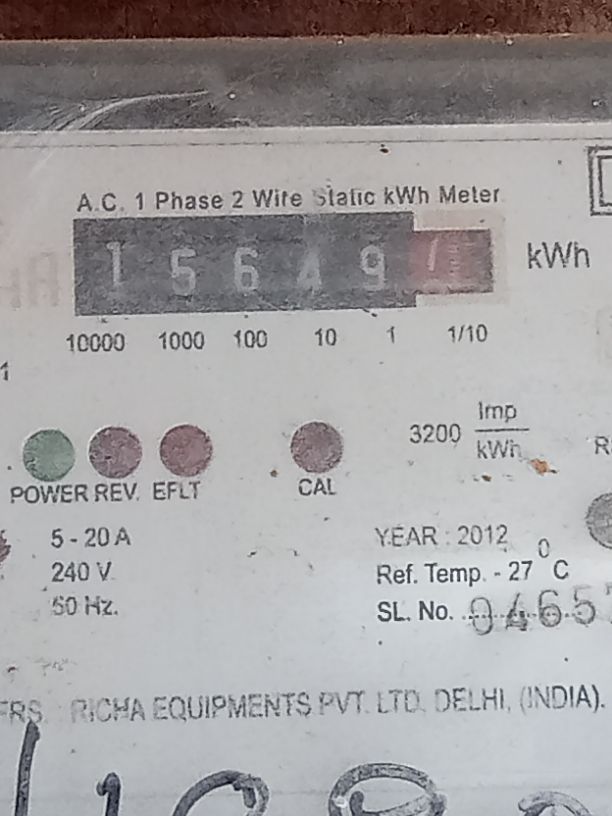 A.C. 1 Phase 2 Wire Static kWh Meter
1 5 6 4 9 kWh
10000 1000 100 10 1 1/10
3200 Imp/kWh
POWER REV. EFLT CAL
5 - 20 A
240 V.
50 Hz.
YEAR : 2012
Ref. Temp. - 27 °C
SL. No. 04657
RICHA EQUIPMENTS PVT. LTD. DELHI, (INDIA).